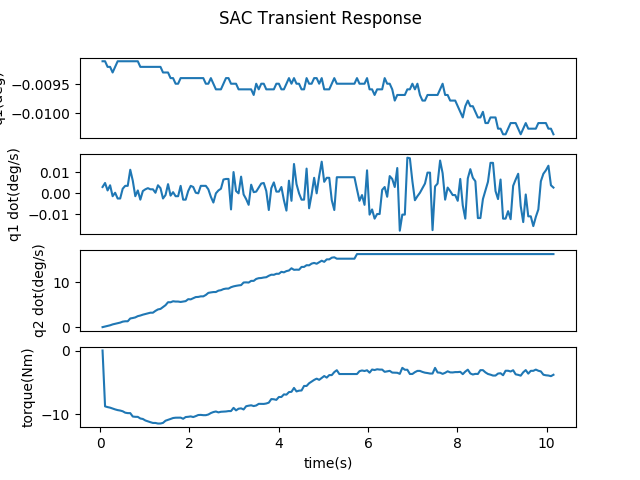 SAC Transient Response
q1(deg)
−0.0095
−0.0100
q1 dot(deg/s)
0.01
0.00
−0.01
q2 dot(deg/s)
10
0
torque(Nm)
0
−10
0
2
4
6
8
10
time(s)